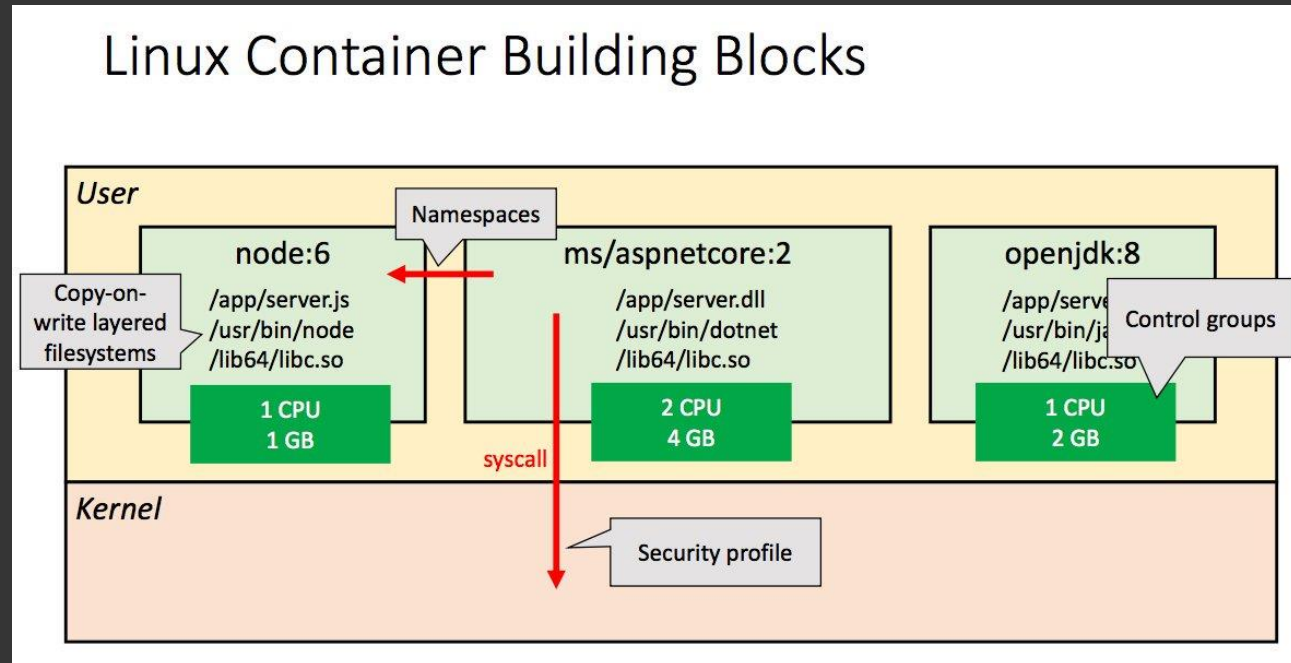 Linux Container Building Blocks
User
Namespaces
node:6
ms/aspnetcore:2
openjdk:8
Copy-on-
write layered
filesystems
/app/server.js
/usr/bin/node
/lib64/libc.so
/app/server.dll
/usr/bin/dotnet
/lib64/libc.so
/app/serve
/usr/bin/ja
/lib64/libc.so
Control groups
1 CPU
1 GB
2 CPU
4 GB
1 CPU
2 GB
syscall
Kernel
Security profile